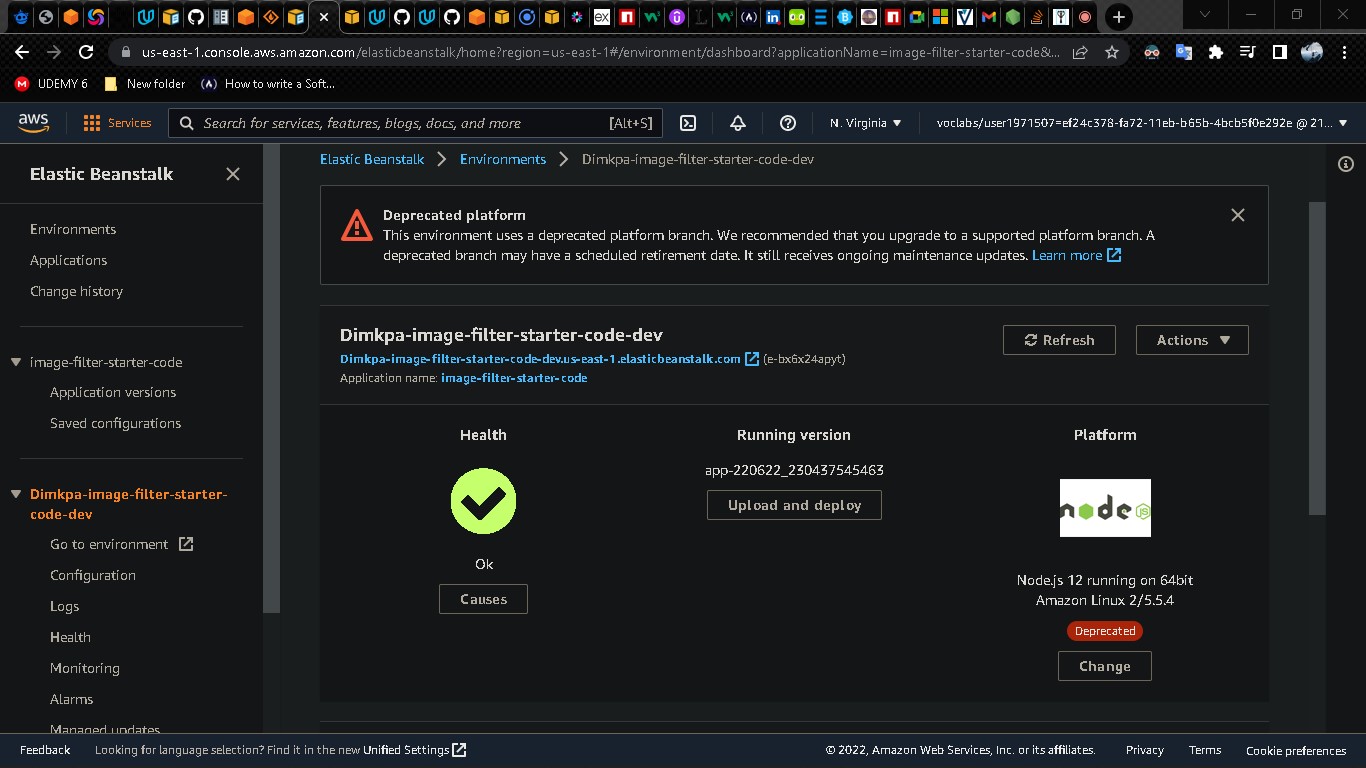 us-east-1.console.aws.amazon.com/elasticbeanstalk/home?region=us-east-1#/environment/dashboard?applicationName=image-filter-starter-code&...
UDEMY 6
New folder
How to write a Soft...
aws
Services
Search for services, features, blogs, docs, and more
[Alt+S]
N. Virginia
voclabs/user1971507=ef24c378-fa72-11eb-b65b-4bcb5f0e292e @ 21...
Elastic Beanstalk
Environments
Applications
Change history
image-filter-starter-code
Application versions
Saved configurations
Dimkpa-image-filter-starter-
code-dev
Go to environment
Configuration
Logs
Health
Monitoring
Alarms
Managed updates
Elastic Beanstalk
Environments
Dimkpa-image-filter-starter-code-dev
Deprecated platform
This environment uses a deprecated platform branch. We recommended that you upgrade to a supported platform branch. A
deprecated branch may have a scheduled retirement date. It still receives ongoing maintenance updates. Learn more
Dimkpa-image-filter-starter-code-dev
Dimkpa-image-filter-starter-code-dev.us-east-1.elasticbeanstalk.com (e-bx6x24apyt)
Application name: image-filter-starter-code
Refresh
Actions
Health
Ok
Causes
Running version
app-220622_230437545463
Upload and deploy
Platform
node JS
Node.js 12 running on 64bit
Amazon Linux 2/5.5.4
Deprecated
Change
Feedback
Looking for language selection? Find it in the new Unified Settings
© 2022, Amazon Web Services, Inc. or its affiliates.
Privacy
Terms
Cookie preferences